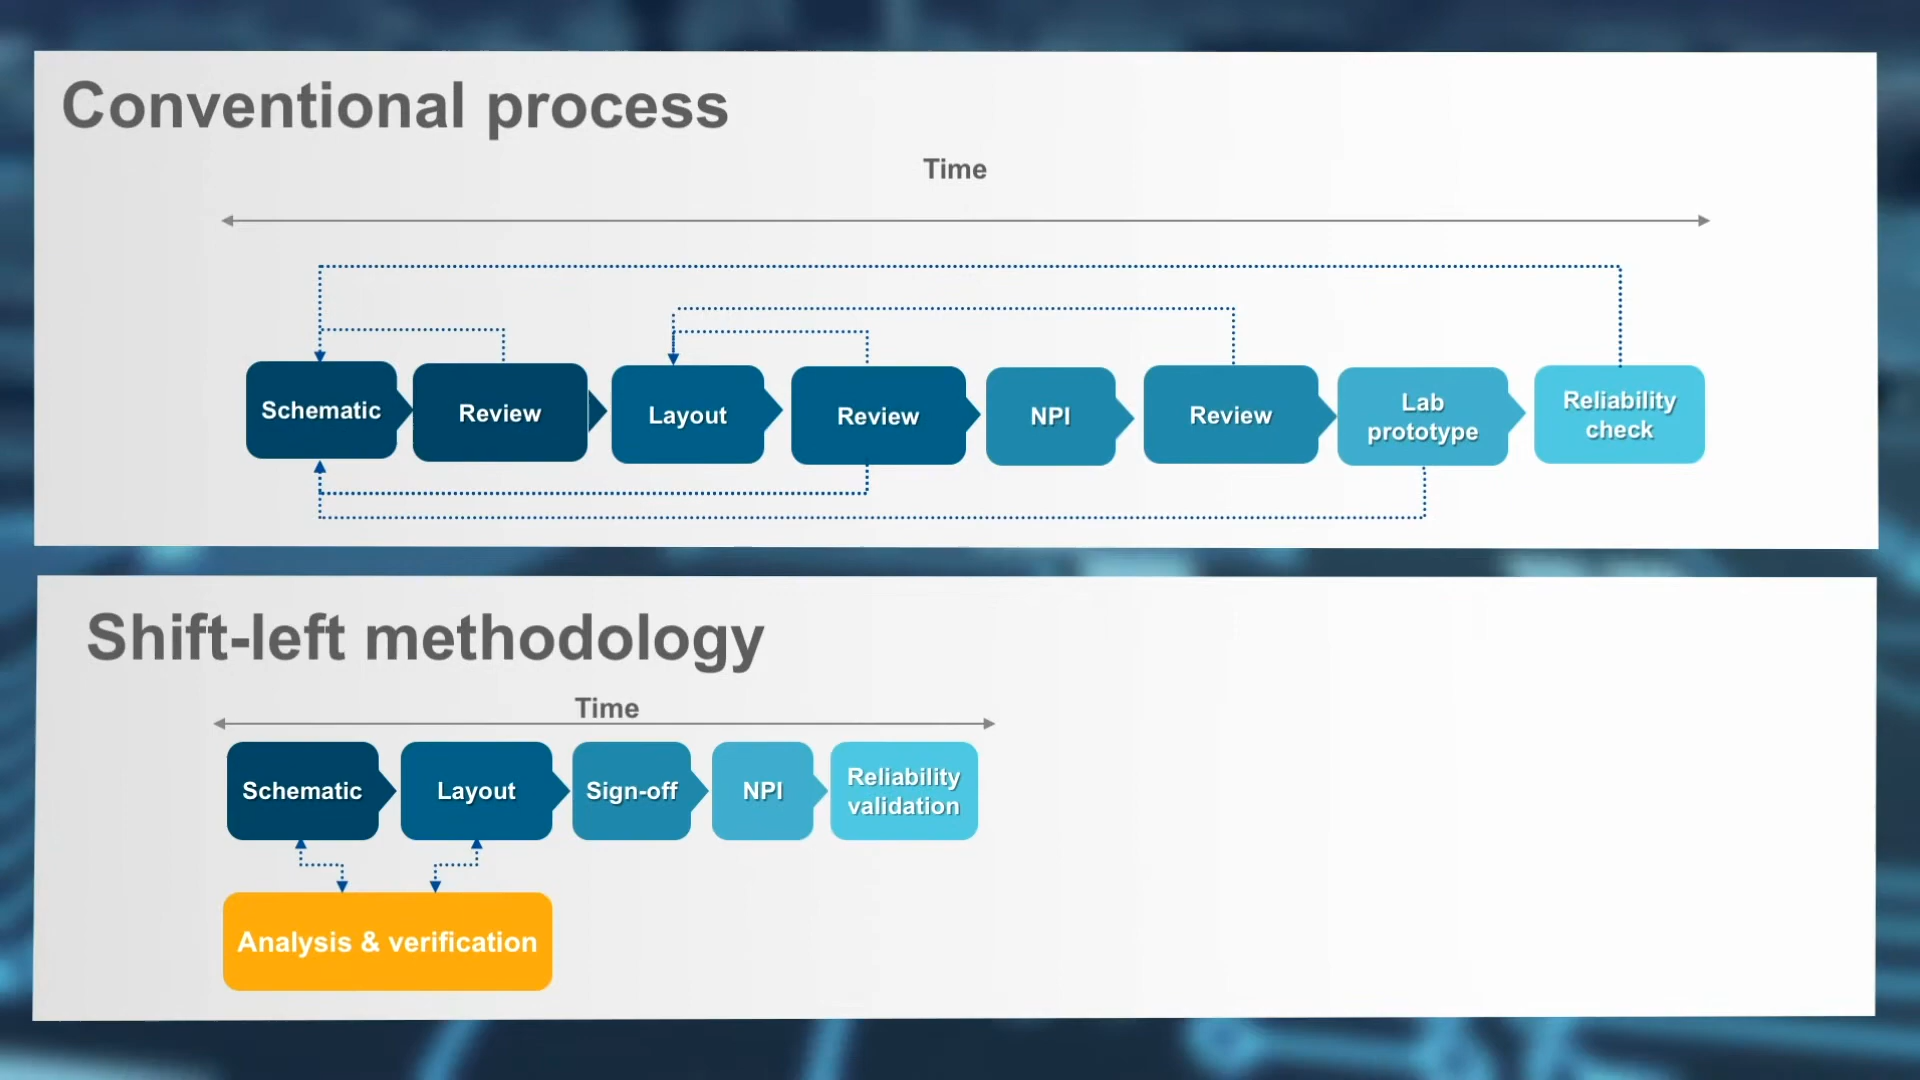 Conventional process
Time
Schematic
Review
Layout
Review
NPI
Review
Lab
prototype
Reliability
check
Shift-left methodology
Time
Schematic
Layout
Sign-off
NPI
Reliability
validation
Analysis & verification